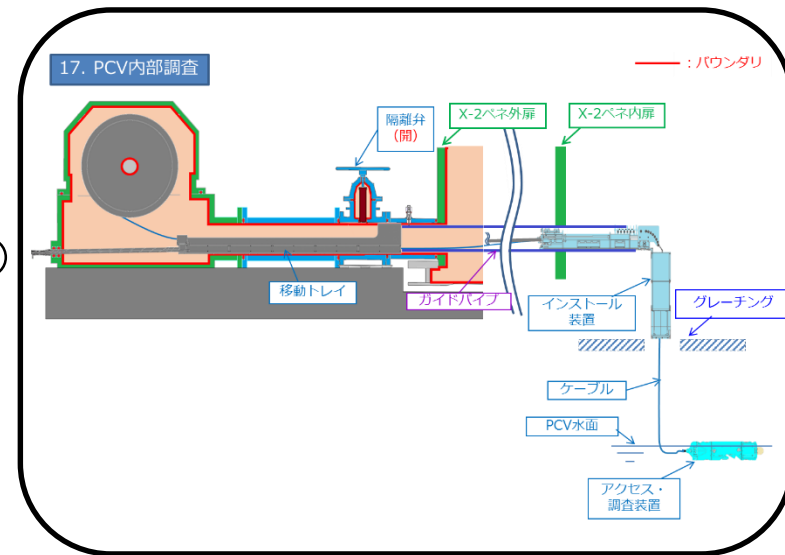 17. PCV内部調査
：バウンダリ
隔離弁
（開）
X-2ペネ外扉
X-2ペネ内扉
移動トレイ
ガイドパイプ
インストール
装置
グレーチング
ケーブル
PCV水面
アクセス・
調査装置